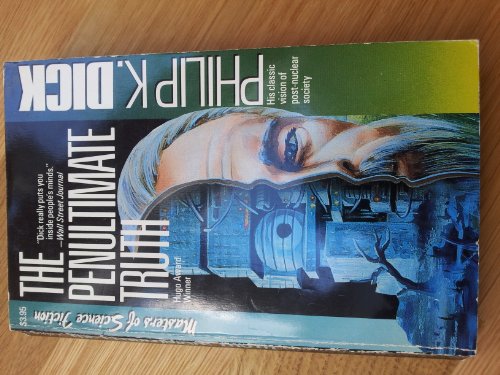 PHILIP K. DICK
His classic
vision of
post-nuclear
society
"Dick really puts you
inside people's minds."
—Wall Street Journal
THE
PENULTIMATE
TRUTH
Hugo Award
Winner
$3.95
Masters of Science Fiction